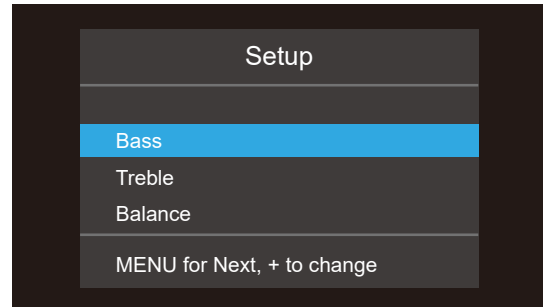 Setup
Bass
Treble
Balance
MENU for Next, + to change